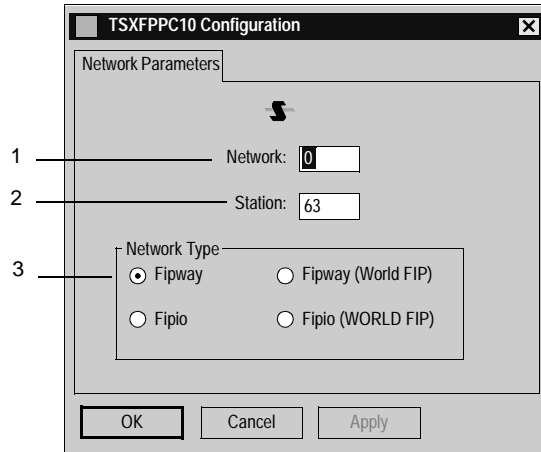 TSXFPPC10 Configuration
Network Parameters
1 Network: 0
2 Station: 63
3 Network Type
Fipway Fipway (World FIP)
Fipio Fipio (WORLD FIP)
OK Cancel Apply